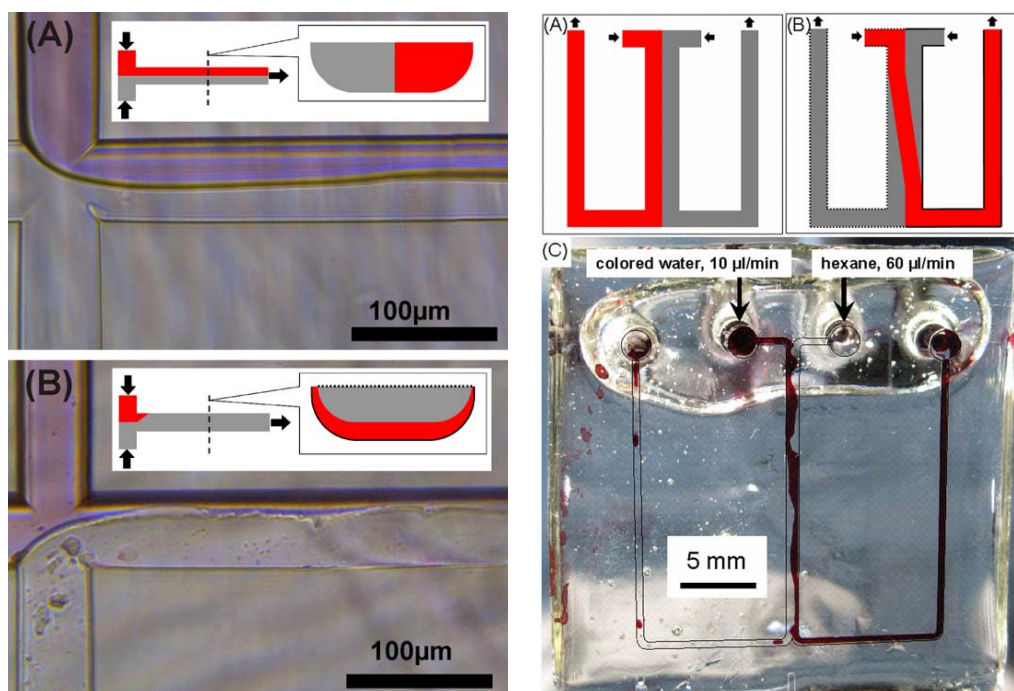 (A)
100µm
(B)
100µm
(A)
(B)
(C)
colored water, 10 µl/min
hexane, 60 µl/min
5 mm